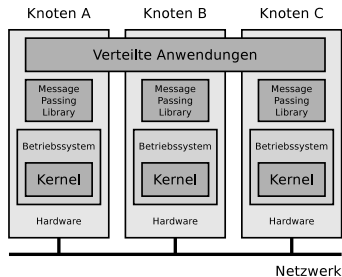 Knoten A Knoten B Knoten C
Verteilte Anwendungen
Message Message Message
Passing Passing Passing
Library Library Library
Betriebssystem Betriebssystem Betriebssystem
Kernel Kernel Kernel
Hardware Hardware Hardware
Netzwerk